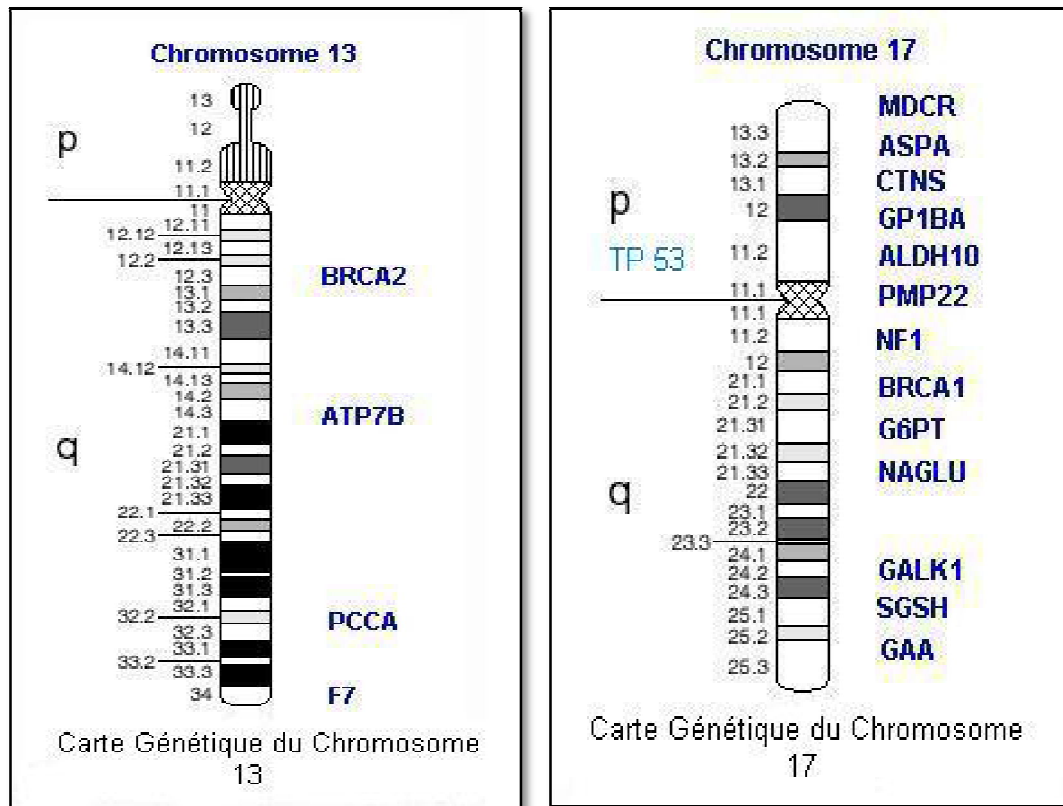 Chromosome 13
p
13
12
11.2
11.1
11
12.11
12.12
12.13
12.2
12.3
BRCA2
13.1
13.2
13.3
14.11
14.12
14.13
14.2
14.3
ATP7B
q
21.1
21.2
21.31
21.32
21.33
22.1
22.2
22.3
31.1
31.2
31.3
32.1
32.2
PCCA
32.3
33.1
33.2
33.3
34
F7
Carte Génétique du Chromosome
13
Chromosome 17
MDCR
13.3
ASPA
13.2
13.1
CTNS
p
12
GP1BA
TP 53
11.2
ALDH10
11.1
PMP22
11.1
11.2
NF1
12
21.1
BRCA1
21.2
21.31
G6PT
21.32
21.33
NAGLU
q
22
23.1
23.2
23.3
24.1
24.2
GALK1
24.3
25.1
SGSH
25.2
GAA
25.3
Carte Génétique du Chromosome
17